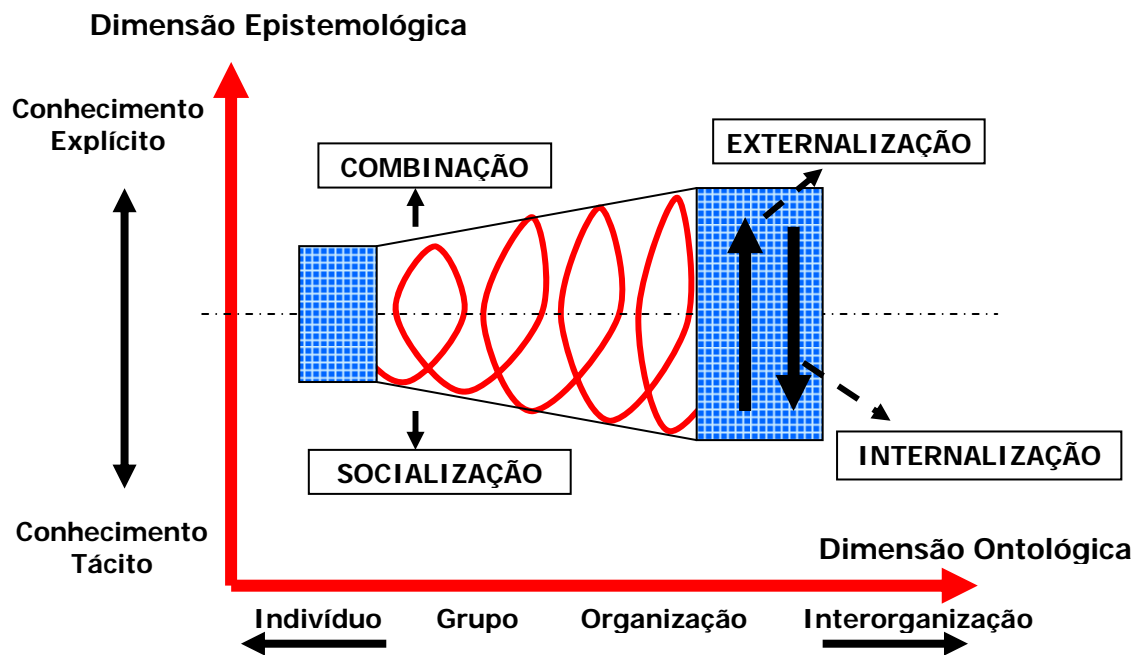 Dimensão Epistemológica
Conhecimento
Explícito
COMBINAÇÃO
EXTERNALIZAÇÃO
SOCIALIZAÇÃO
INTERNALIZAÇÃO
Conhecimento
Tácito
Dimensão Ontológica
Indivíduo Grupo Organização Interorganização